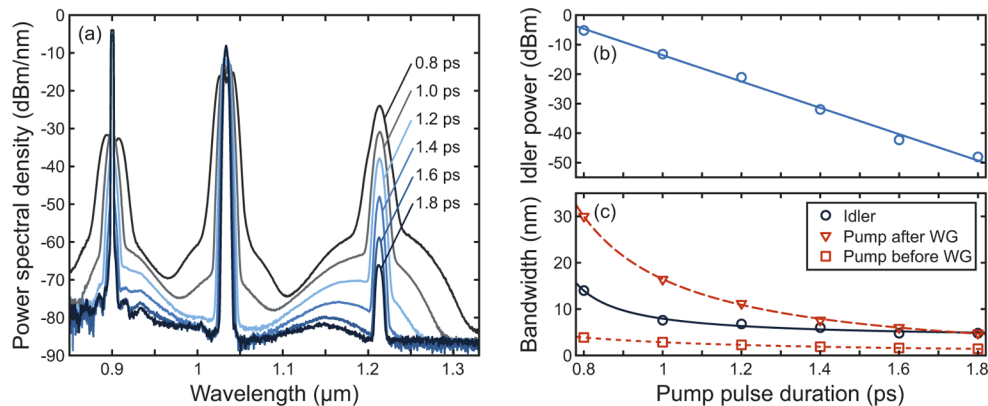 (a)
0.8 ps
1.0 ps
1.2 ps
1.4 ps
1.6 ps
1.8 ps
Power spectral density (dBm/nm)
0
-10
-20
-30
-40
-50
-60
-70
-80
-90
0.9
1
1.1
1.2
1.3
Wavelength (μm)
(b)
Idler power (dBm)
0
-10
-20
-30
-40
-50
(c)
Idler
Pump after WG
Pump before WG
Bandwidth (nm)
30
20
10
0
0.8
1.0
1.2
1.4
1.6
1.8
Pump pulse duration (ps)